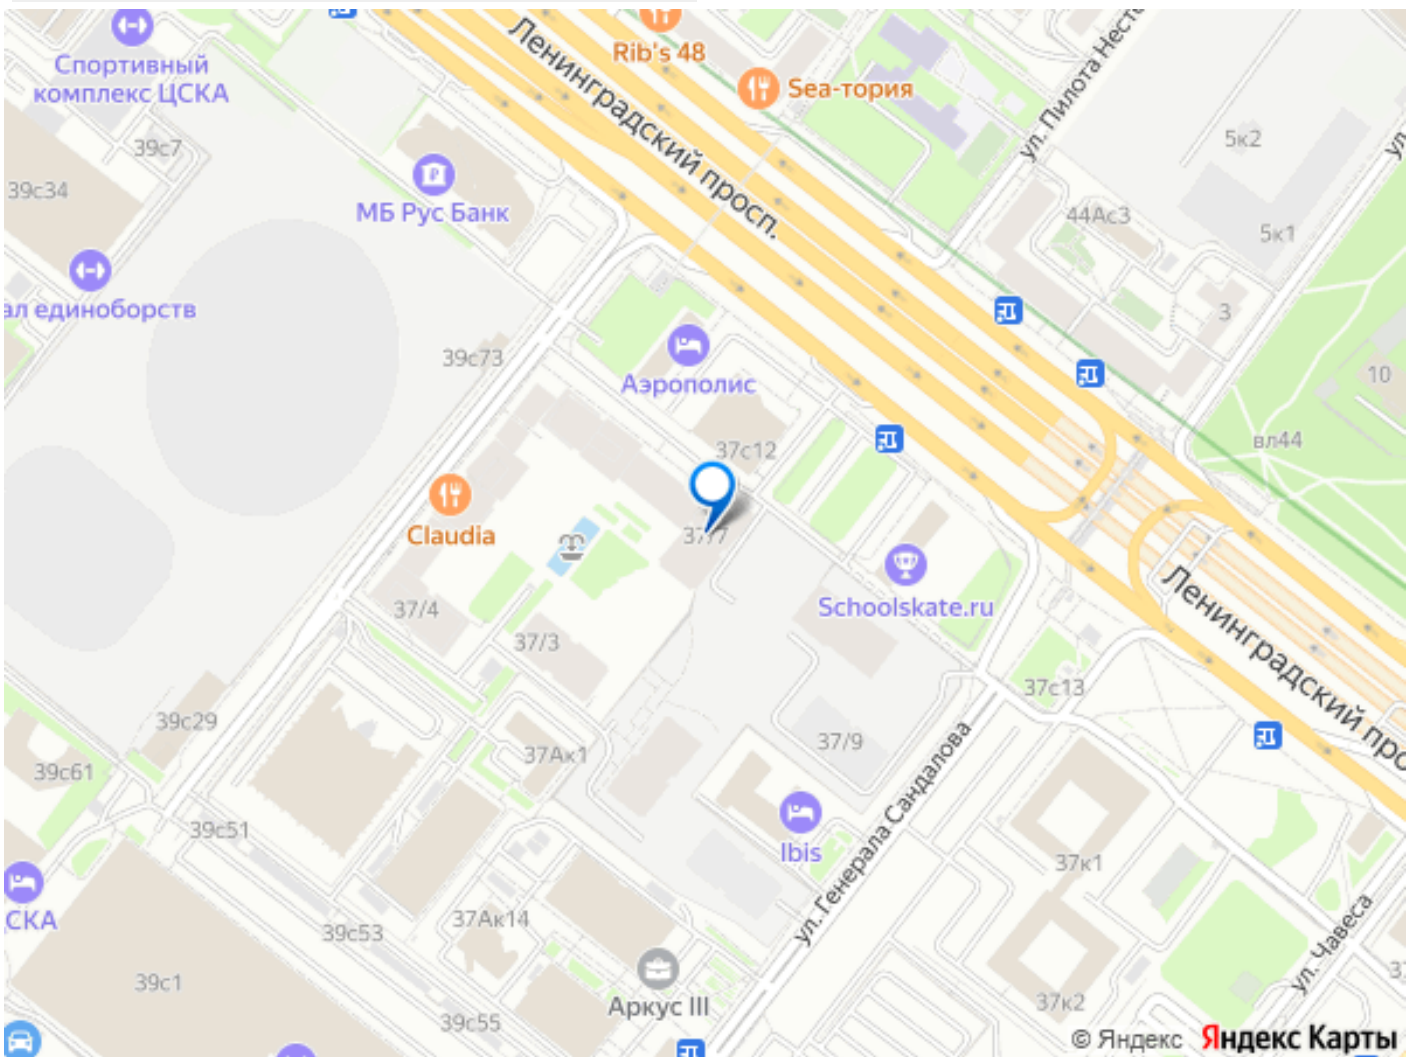 Спортивный
комплекс ЦСКА
Rib's 48
Sea-тория
Ленинградский просп.
ул. Пилота Несте
39с7
39с34
МБ Рус Банк
5к2
5к1
44Ас3
3
10
вл44
ал единоборств
39с73
Аэрополис
37с12
Claudia
37/7
Schoolskate.ru
37/4
37/3
Ленинградский про
37с13
39с29
37Ак1
37/9
39с61
39с51
Ibis
ул. Генерала Сандалова
37к1
СКА
37Ак14
39с53
39с1
Аркус III
39с55
37к2
ул. Чавеса
© Яндекс Яндекс Карты